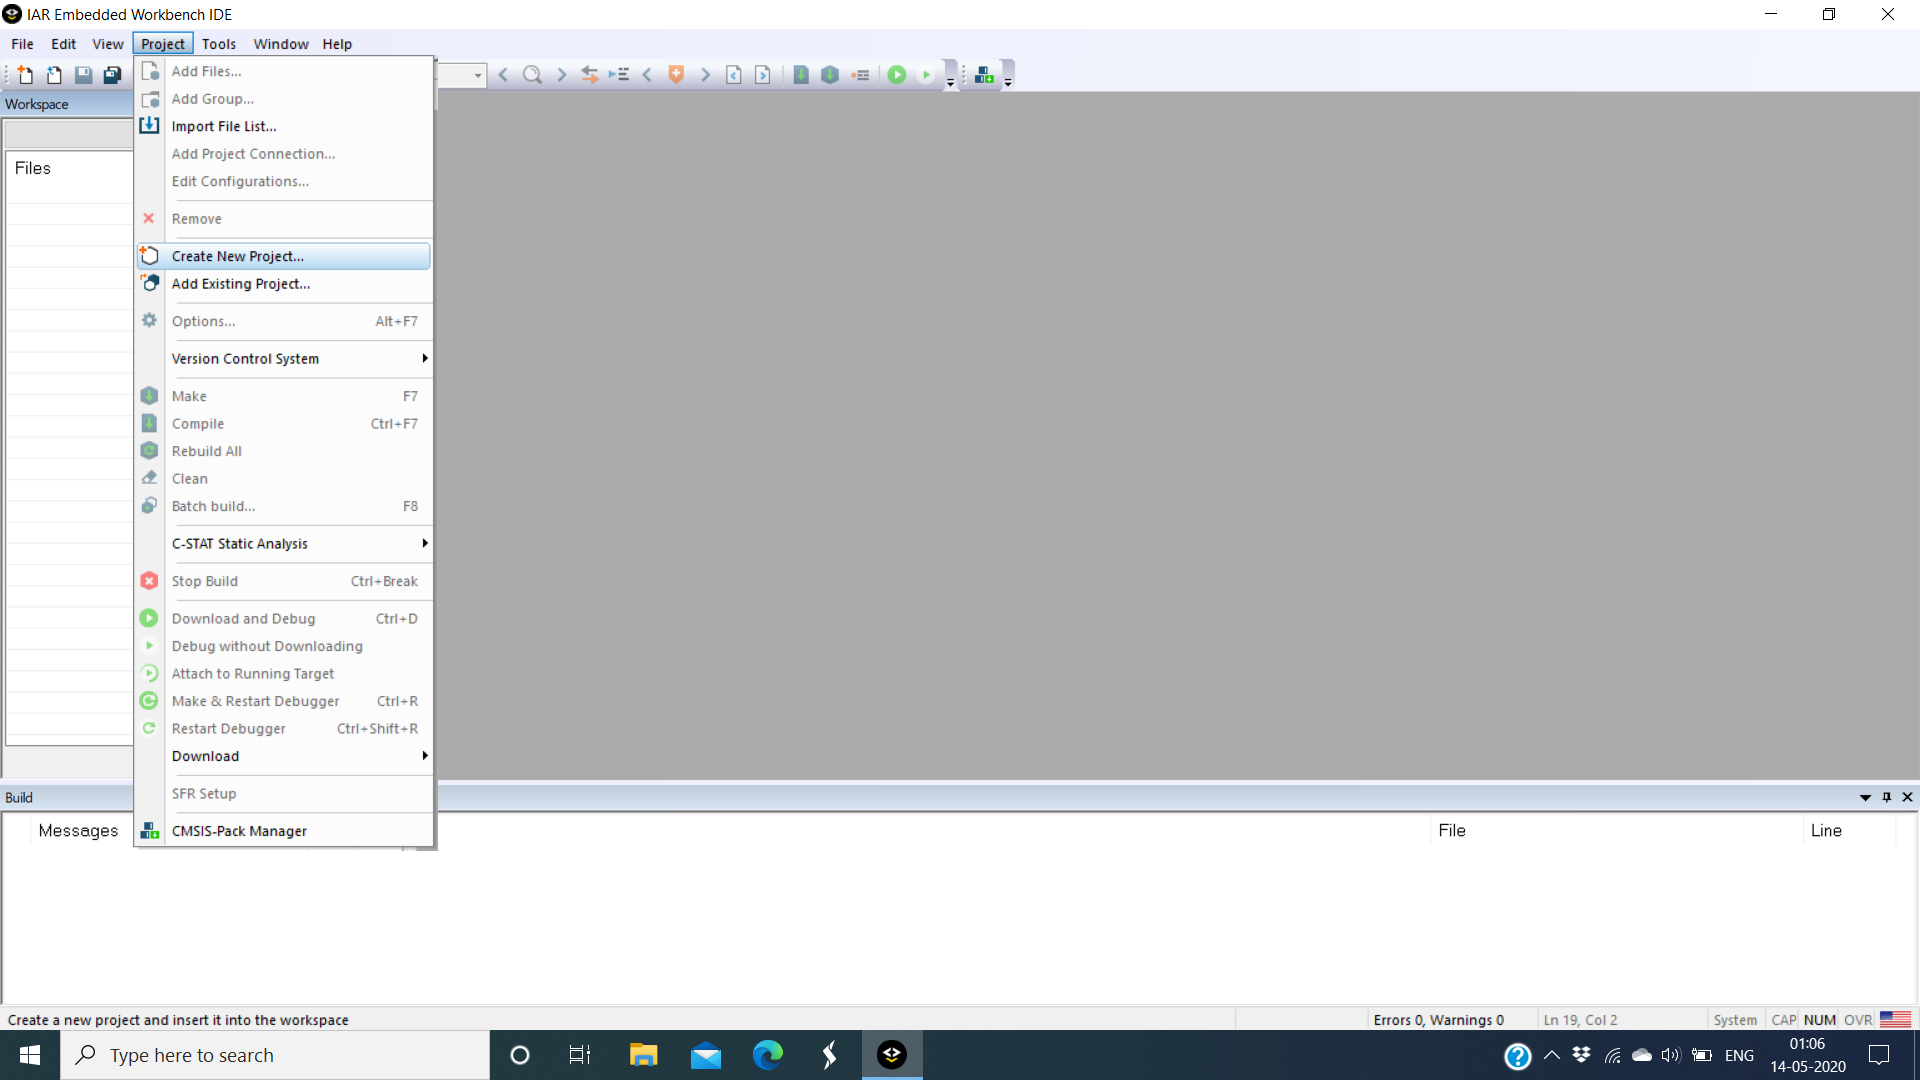 IAR Embedded Workbench IDE
File Edit View Project Tools Window Help
Workspace
Files
Add Files...
Add Group...
Import File List...
Add Project Connection...
Edit Configurations...
Remove
Create New Project...
Add Existing Project...
Options... Alt+F7
Version Control System
Make F7
Compile Ctrl+F7
Rebuild All
Clean
Batch build... F8
C-STAT Static Analysis
Stop Build Ctrl+Break
Download and Debug Ctrl+D
Debug without Downloading
Attach to Running Target
Make & Restart Debugger Ctrl+R
Restart Debugger Ctrl+Shift+R
Download
SFR Setup
CMSIS-Pack Manager
Build
Messages File Line
Create a new project and insert it into the workspace Errors 0, Warnings 0 Ln 19, Col 2 System CAP NUM OVR
Type here to search ENG 01:06
14-05-2020